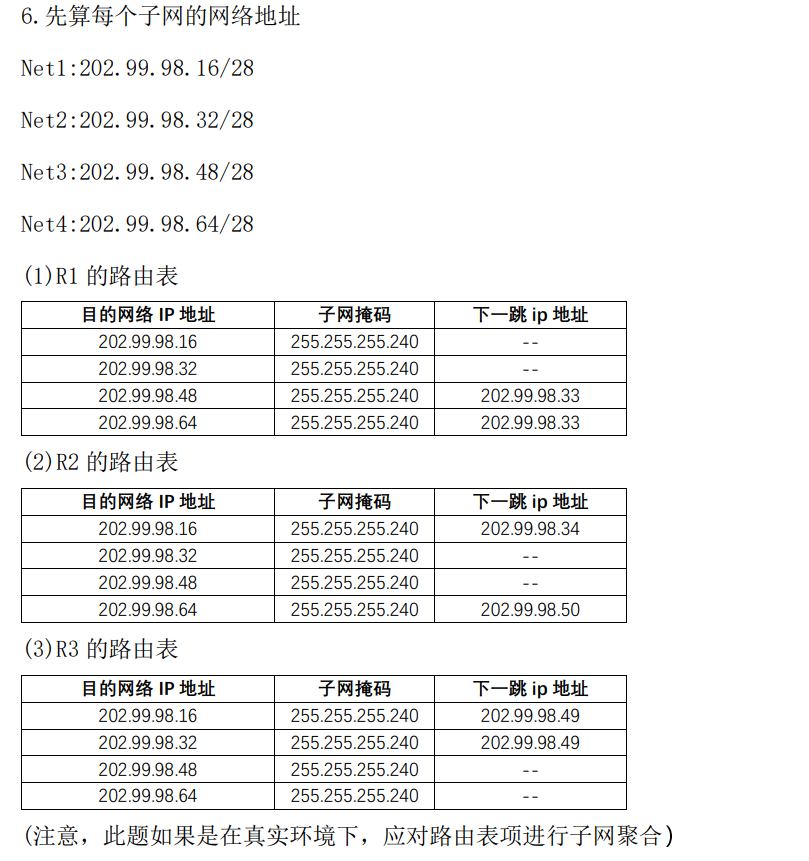 6.先算每个子网的网络地址
Net1:202.99.98.16/28
Net2:202.99.98.32/28
Net3:202.99.98.48/28
Net4:202.99.98.64/28
(1)R1 的路由表
目的网络 IP 地址 子网掩码 下一跳 ip 地址
202.99.98.16 255.255.255.240 --
202.99.98.32 255.255.255.240 --
202.99.98.48 255.255.255.240 202.99.98.33
202.99.98.64 255.255.255.240 202.99.98.33
(2)R2 的路由表
目的网络 IP 地址 子网掩码 下一跳 ip 地址
202.99.98.16 255.255.255.240 202.99.98.34
202.99.98.32 255.255.255.240 --
202.99.98.48 255.255.255.240 --
202.99.98.64 255.255.255.240 202.99.98.50
(3)R3 的路由表
目的网络 IP 地址 子网掩码 下一跳 ip 地址
202.99.98.16 255.255.255.240 202.99.98.49
202.99.98.32 255.255.255.240 202.99.98.49
202.99.98.48 255.255.255.240 --
202.99.98.64 255.255.255.240 --
(注意，此题如果是在真实环境下，应对路由表项进行子网聚合)